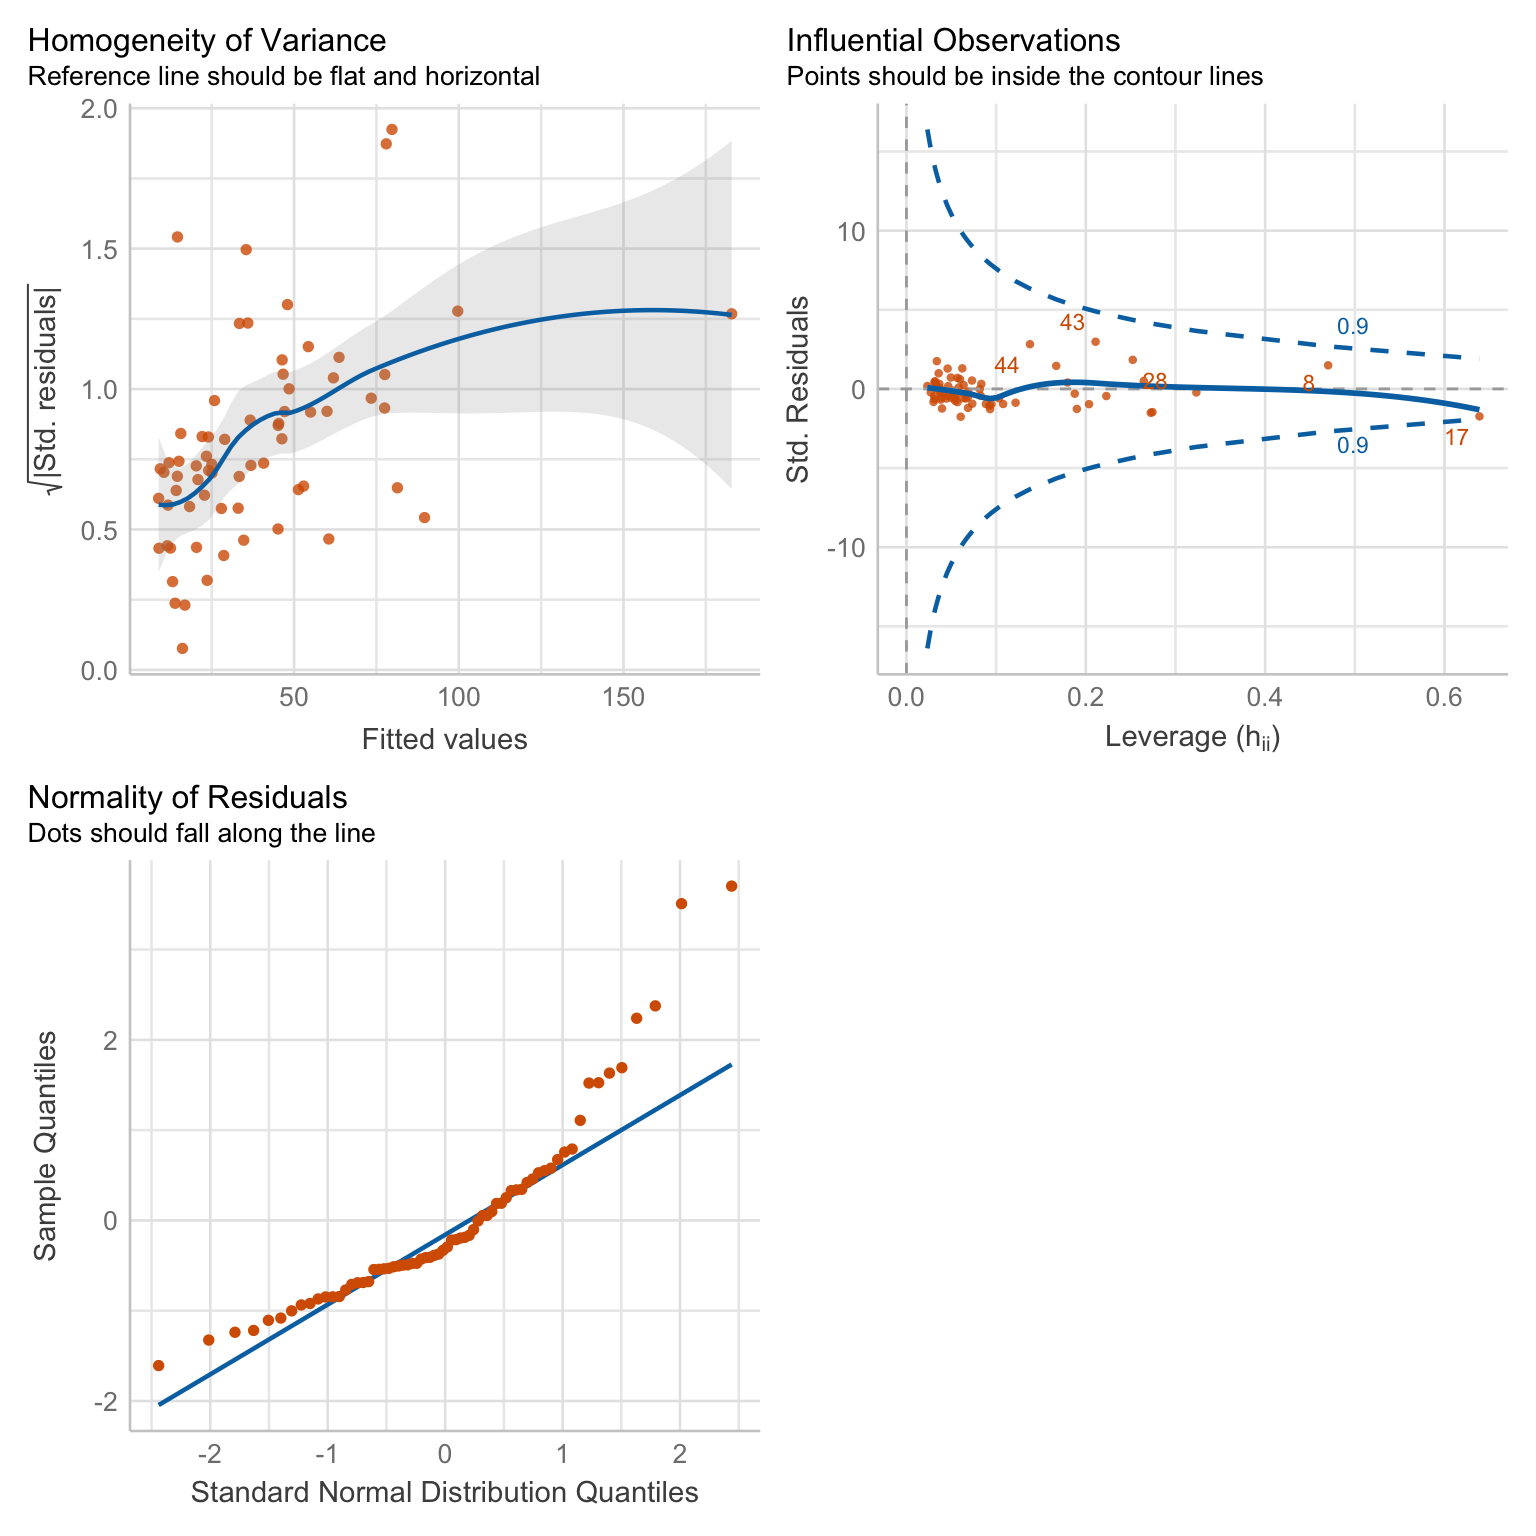 Homogeneity of Variance
Reference line should be flat and horizontal
2.0
1.5
1.0
0.5
0.0
√|Std. residuals|
50 100 150
Fitted values
Influential Observations
Points should be inside the contour lines
10
0
-10
Std. Residuals
43
44
28
8
17
0.9
0.9
0.0 0.2 0.4 0.6
Leverage (hii)
Normality of Residuals
Dots should fall along the line
2
0
-2
Sample Quantiles
-2 -1 0 1 2
Standard Normal Distribution Quantiles